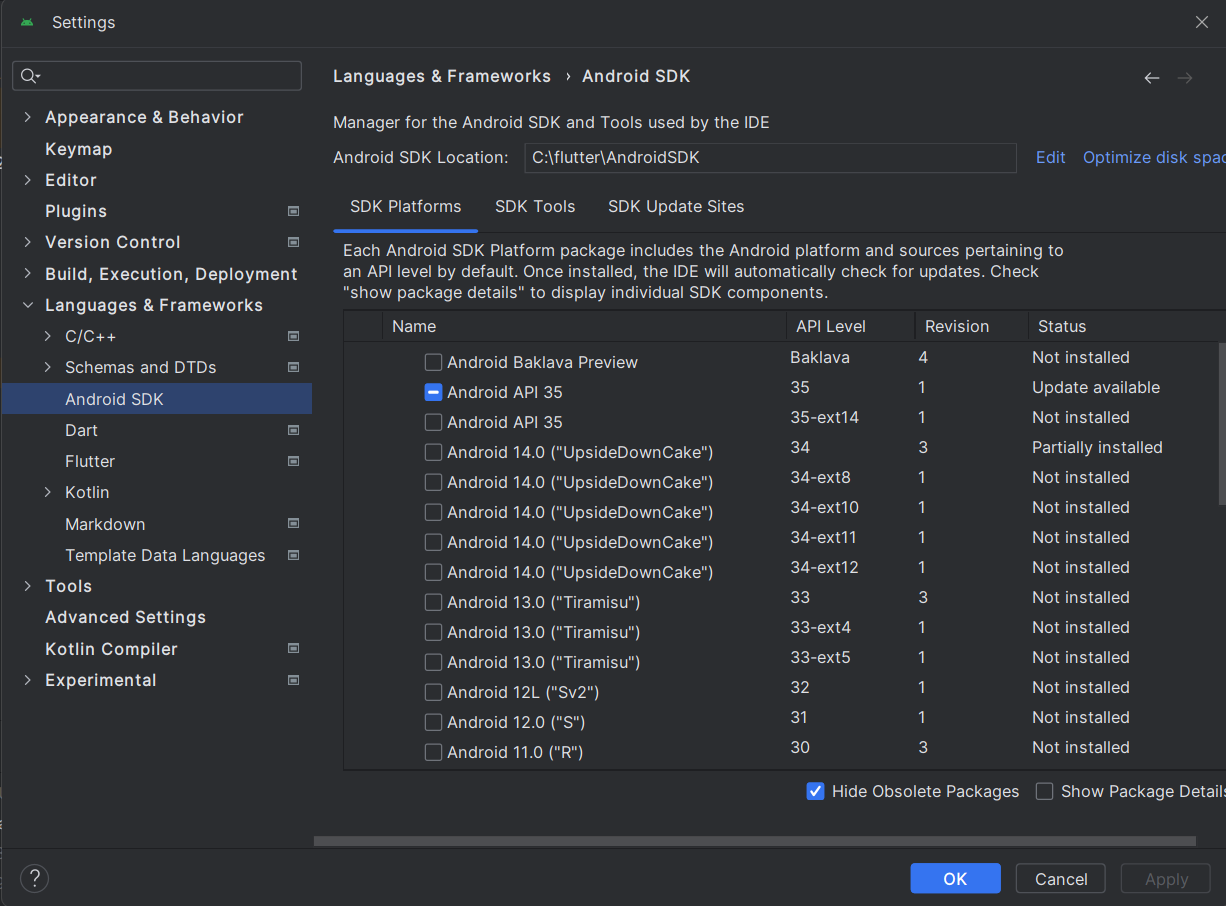 Settings
Languages & Frameworks › Android SDK
Appearance & Behavior
Keymap
Editor
Plugins
Version Control
Build, Execution, Deployment
Languages & Frameworks
C/C++
Schemas and DTDs
Android SDK
Dart
Flutter
Kotlin
Markdown
Template Data Languages
Tools
Advanced Settings
Kotlin Compiler
Experimental
Manager for the Android SDK and Tools used by the IDE
Android SDK Location: C:\flutter\AndroidSDK Edit Optimize disk spac
SDK Platforms SDK Tools SDK Update Sites
Each Android SDK Platform package includes the Android platform and sources pertaining to
an API level by default. Once installed, the IDE will automatically check for updates. Check
"show package details" to display individual SDK components.
Name API Level Revision Status
Android Baklava Preview Baklava 4 Not installed
Android API 35 35 1 Update available
Android API 35 35-ext14 1 Not installed
Android 14.0 ("UpsideDownCake") 34 3 Partially installed
Android 14.0 ("UpsideDownCake") 34-ext8 1 Not installed
Android 14.0 ("UpsideDownCake") 34-ext10 1 Not installed
Android 14.0 ("UpsideDownCake") 34-ext11 1 Not installed
Android 14.0 ("UpsideDownCake") 34-ext12 1 Not installed
Android 13.0 ("Tiramisu") 33 3 Not installed
Android 13.0 ("Tiramisu") 33-ext4 1 Not installed
Android 13.0 ("Tiramisu") 33-ext5 1 Not installed
Android 12L ("Sv2") 32 1 Not installed
Android 12.0 ("S") 31 1 Not installed
Android 11.0 ("R") 30 3 Not installed
Hide Obsolete Packages Show Package Details
? OK Cancel Apply